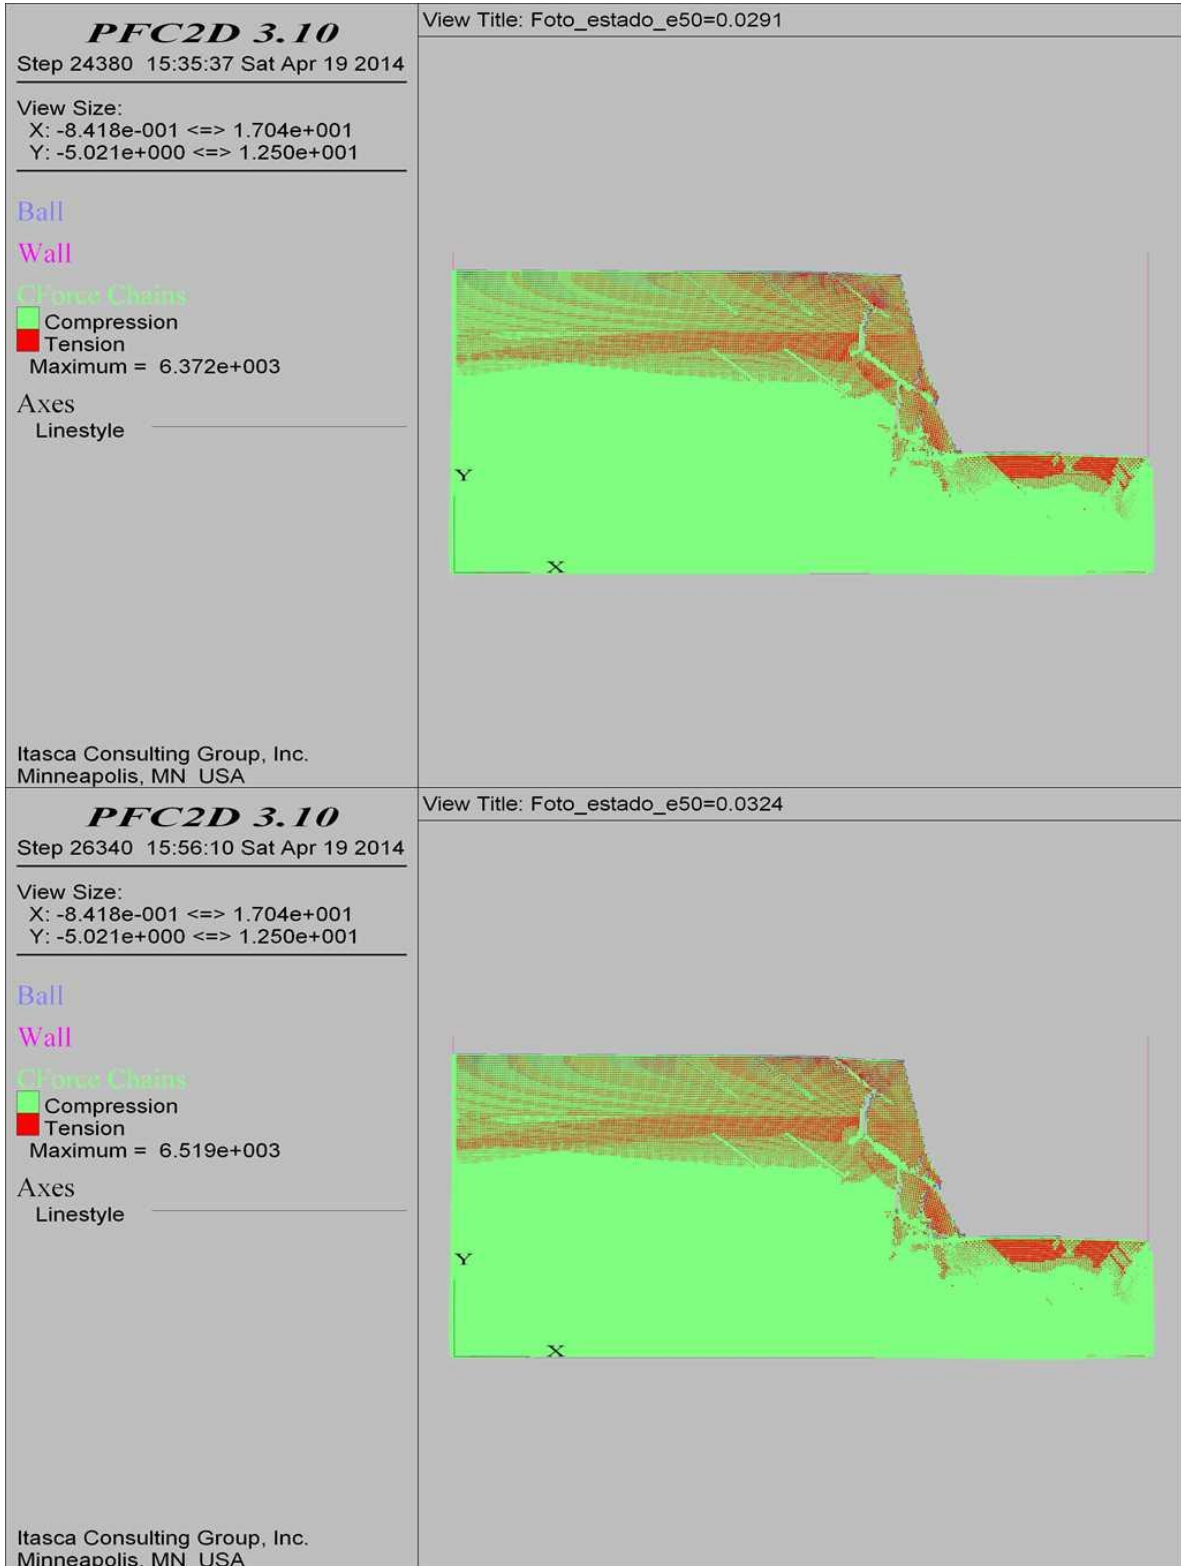 PFC2D 3.10
Step 24380 15:35:37 Sat Apr 19 2014
View Size:
X: -8.418e-001 <=> 1.704e+001
Y: -5.021e+000 <=> 1.250e+001
Ball
Wall
CForce Chains
Compression
Tension
Maximum = 6.372e+003
Axes
Linestyle
Itasca Consulting Group, Inc.
Minneapolis, MN USA
View Title: Foto_estado_e50=0.0291
Y
X
PFC2D 3.10
Step 26340 15:56:10 Sat Apr 19 2014
View Size:
X: -8.418e-001 <=> 1.704e+001
Y: -5.021e+000 <=> 1.250e+001
Ball
Wall
CForce Chains
Compression
Tension
Maximum = 6.519e+003
Axes
Linestyle
Itasca Consulting Group, Inc.
Minneapolis, MN USA
View Title: Foto_estado_e50=0.0324
Y
X